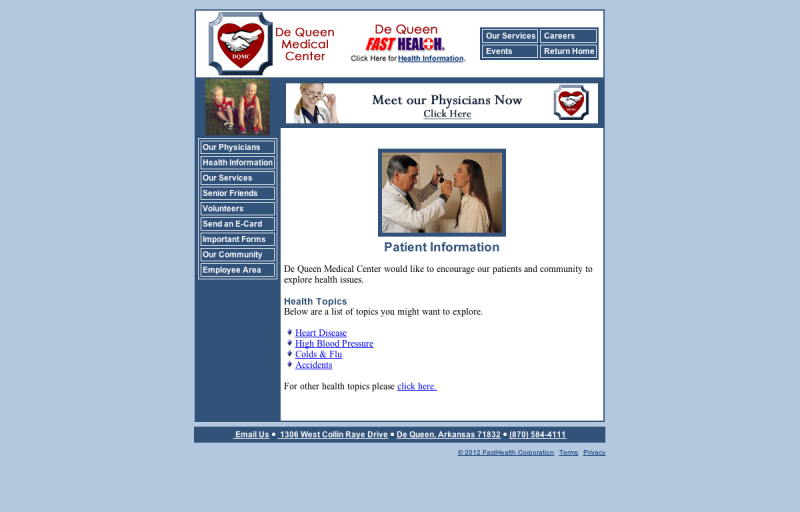 De Queen
Medical
Center
DQMC
De Queen
FAST HEALTH.
Click Here for Health Information.
Our Services
Careers
Events
Return Home
Meet our Physicians Now
Click Here
Our Physicians
Health Information
Our Services
Senior Friends
Volunteers
Send an E-Card
Important Forms
Our Community
Employee Area
Patient Information
De Queen Medical Center would like to encourage our patients and community to
explore health issues.
Health Topics
Below are a list of topics you might want to explore.
Heart Disease
High Blood Pressure
Colds & Flu
Accidents
For other health topics please click here.
Email Us • 1306 West Collin Raye Drive • De Queen, Arkansas 71832 • (870) 584-4111
© 2012 FastHealth Corporation Terms Privacy